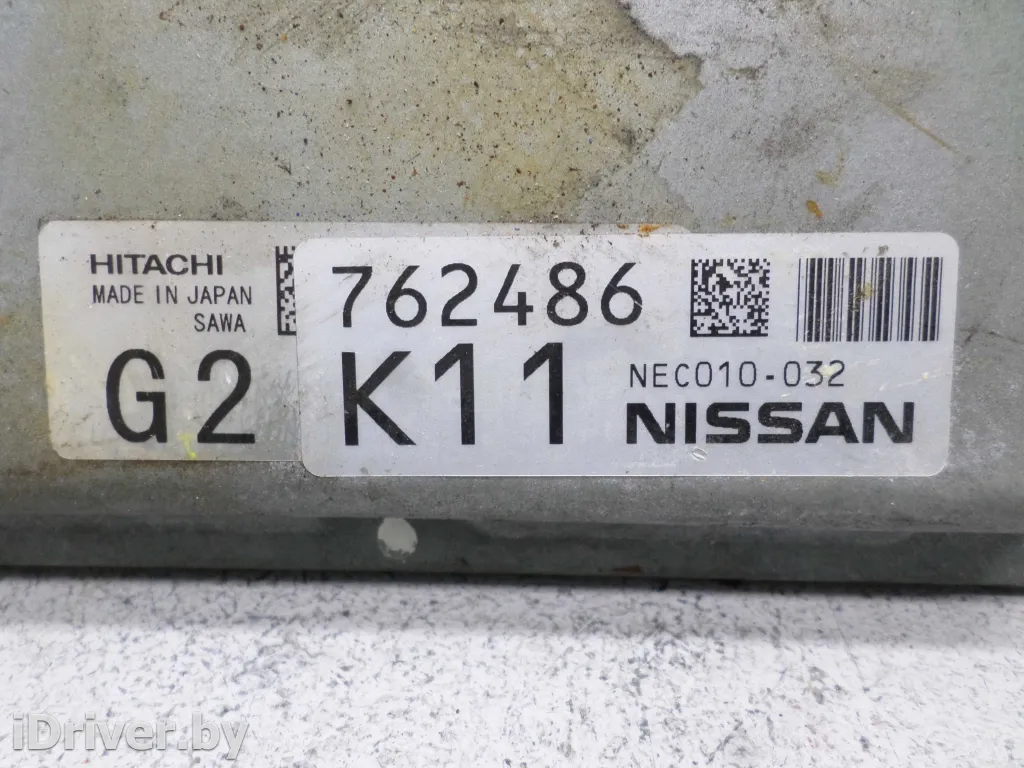 HITACHI
MADE IN JAPAN
SAWA
G2
762486
K11
NEC010-032
NISSAN
iDriver.by